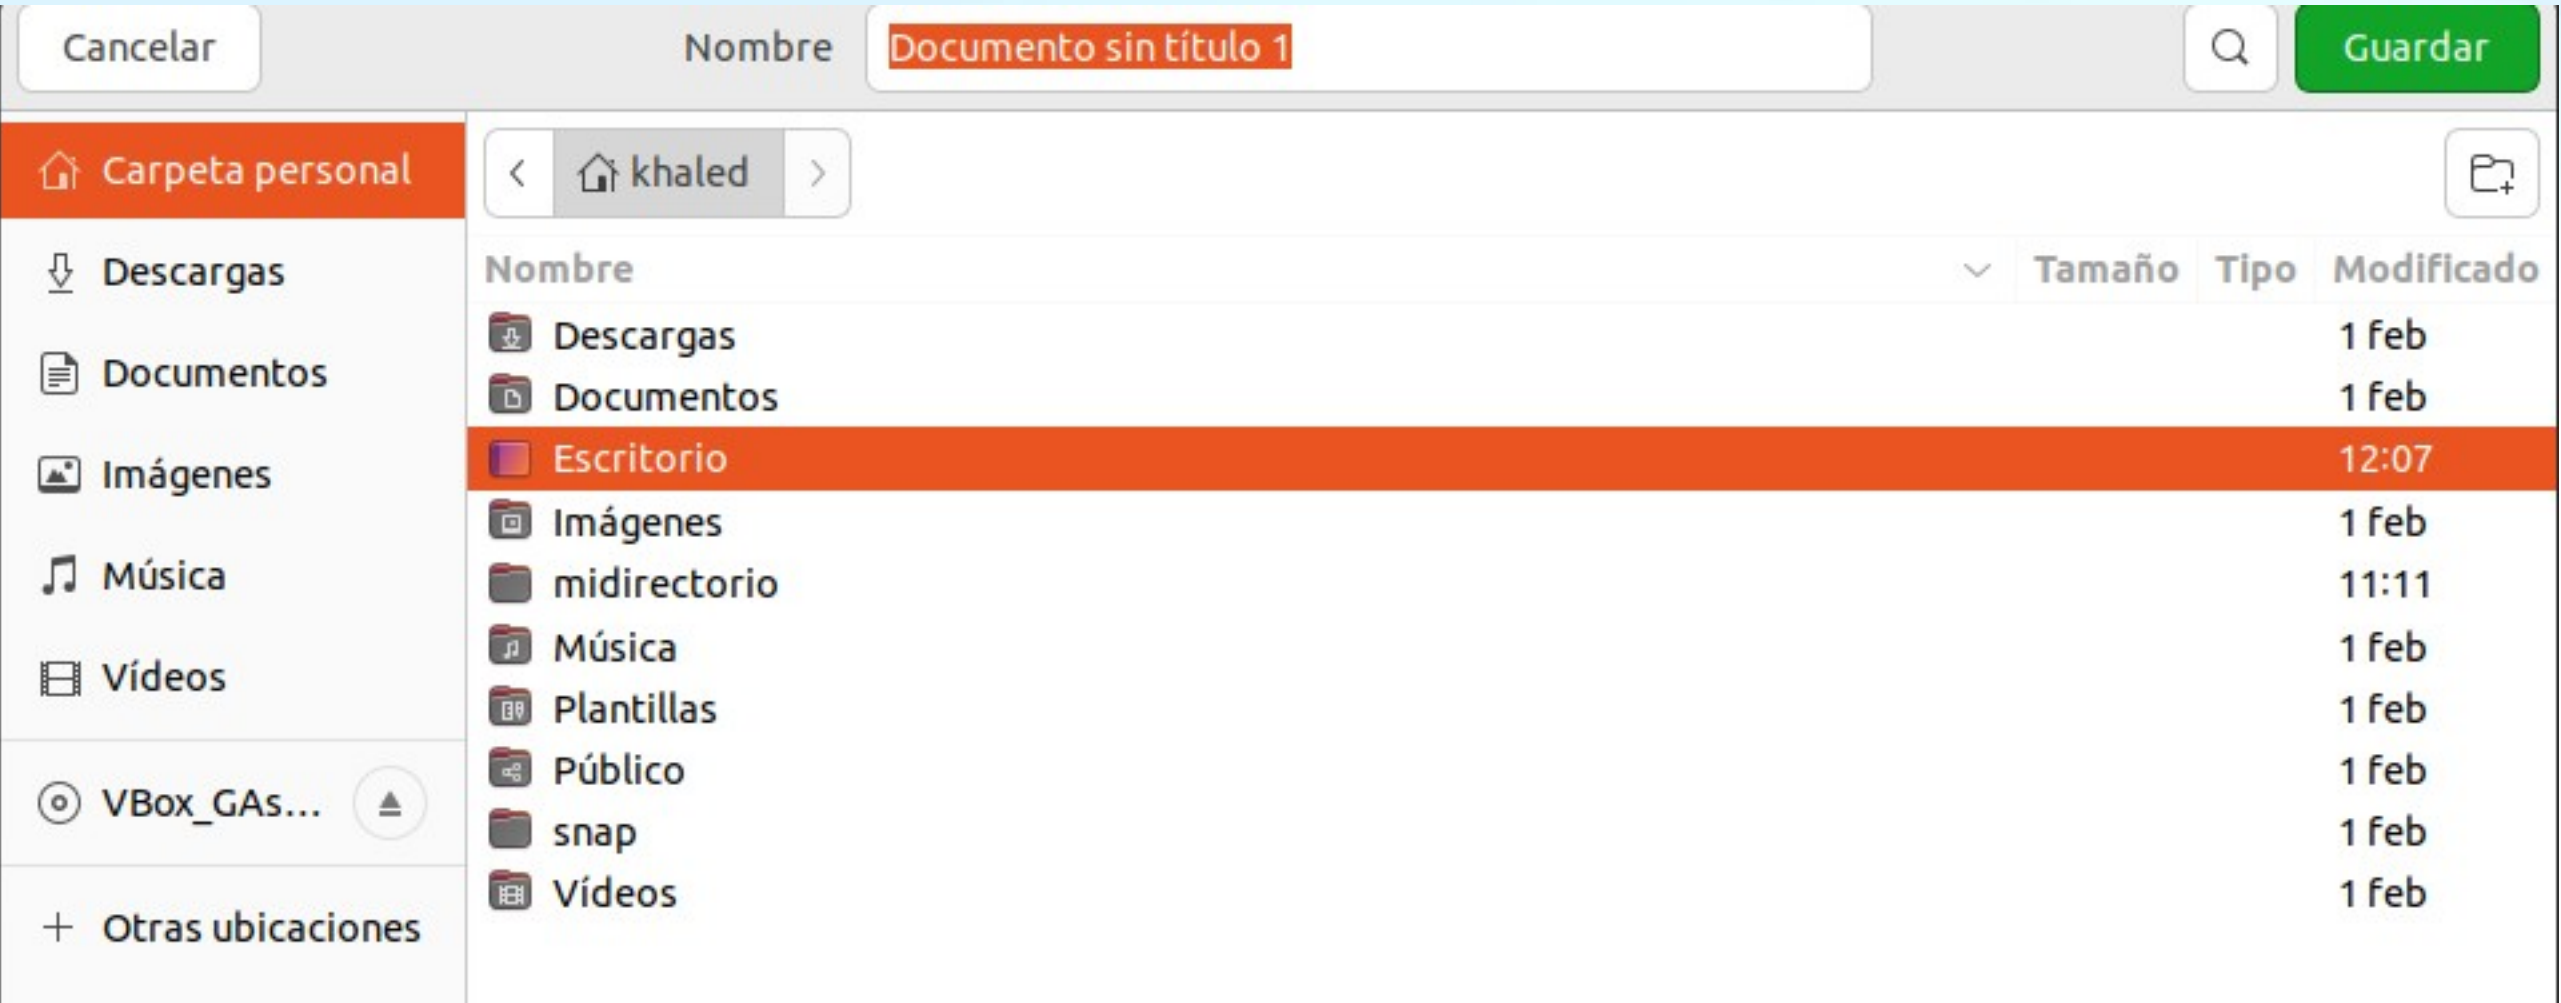 Cancelar Nombre Documento sin título 1 Guardar
Carpeta personal
Descargas
Documentos
Imágenes
Música
Vídeos
VBox_GAs...
Otras ubicaciones
khaled
Nombre Tamaño Tipo Modificado
Descargas 1 feb
Documentos 1 feb
Escritorio 12:07
Imágenes 1 feb
midirectorio 11:11
Música 1 feb
Plantillas 1 feb
Público 1 feb
snap 1 feb
Vídeos 1 feb